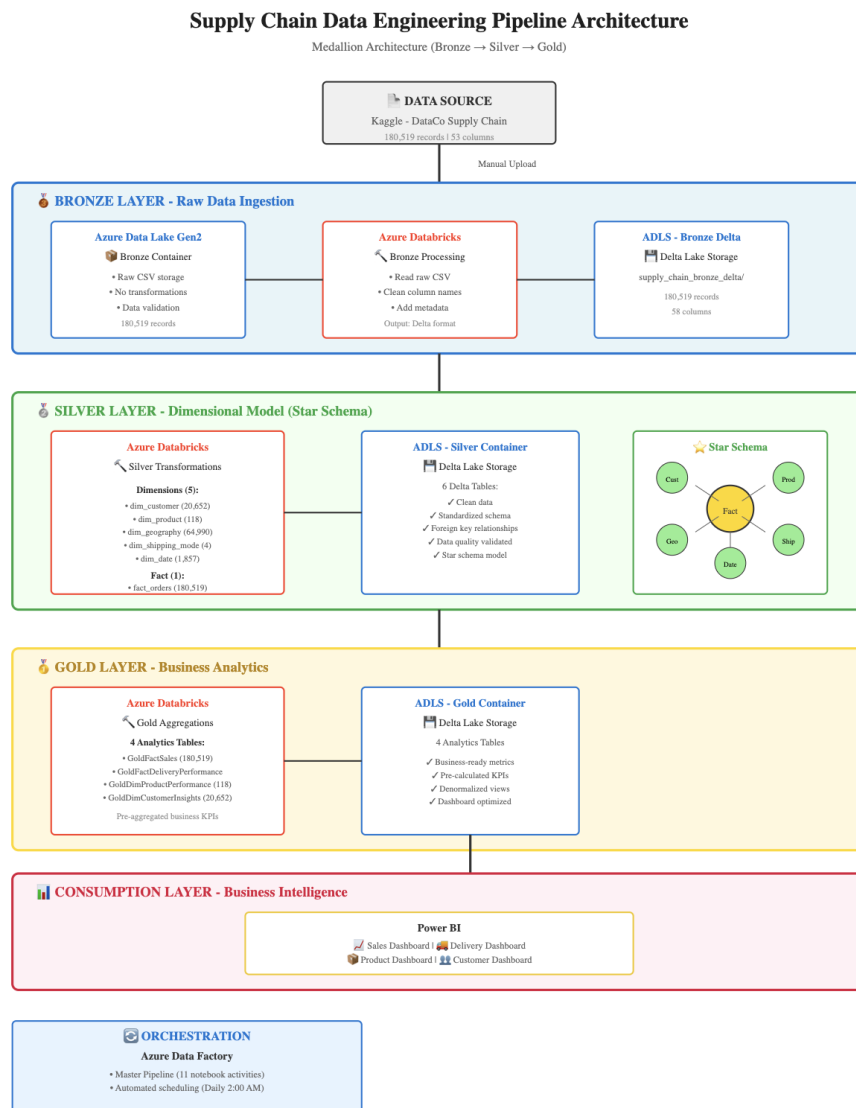 Supply Chain Data Engineering Pipeline Architecture
Medallion Architecture (Bronze → Silver → Gold)
DATA SOURCE
Kaggle - DataCo Supply Chain
180,519 records | 53 columns
Manual Upload
BRONZE LAYER - Raw Data Ingestion
Azure Data Lake Gen2
Bronze Container
• Raw CSV storage
• No transformations
• Data validation
180,519 records
Azure Databricks
Bronze Processing
• Read raw CSV
• Clean column names
• Add metadata
Output: Delta format
ADLS - Bronze Delta
Delta Lake Storage
supply_chain_bronze_delta/
180,519 records
58 columns
SILVER LAYER - Dimensional Model (Star Schema)
Azure Databricks
Silver Transformations
Dimensions (5):
• dim_customer (20,652)
• dim_product (118)
• dim_geography (64,990)
• dim_shipping_mode (4)
• dim_date (1,857)
Fact (1):
• fact_orders (180,519)
ADLS - Silver Container
Delta Lake Storage
6 Delta Tables:
✓ Clean data
✓ Standardized schema
✓ Foreign key relationships
✓ Data quality validated
✓ Star schema model
Star Schema
Cust
Prod
Fact
Geo
Ship
Date
GOLD LAYER - Business Analytics
Azure Databricks
Gold Aggregations
4 Analytics Tables:
• GoldFactSales (180,519)
• GoldFactDeliveryPerformance
• GoldDimProductPerformance (118)
• GoldDimCustomerInsights (20,652)
Pre-aggregated business KPIs
ADLS - Gold Container
Delta Lake Storage
4 Analytics Tables
✓ Business-ready metrics
✓ Pre-calculated KPIs
✓ Denormalized views
✓ Dashboard optimized
CONSUMPTION LAYER - Business Intelligence
Power BI
Sales Dashboard | Delivery Dashboard
Product Dashboard | Customer Dashboard
ORCHESTRATION
Azure Data Factory
• Master Pipeline (11 notebook activities)
• Automated scheduling (Daily 2:00 AM)